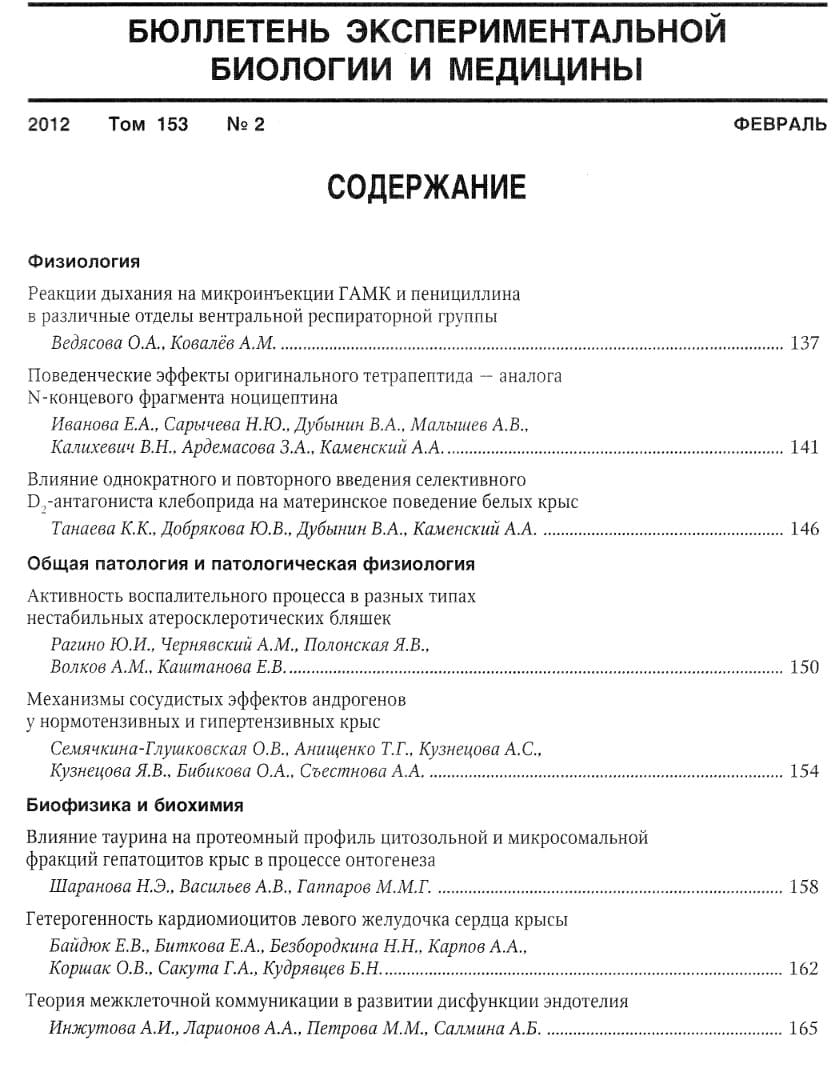 БЮЛЛЕТЕНЬ ЭКСПЕРИМЕНТАЛЬНОЙ
БИОЛОГИИ И МЕДИЦИНЫ
2012 Том 153 № 2 ФЕВРАЛЬ
СОДЕРЖАНИЕ
Физиология
Реакции дыхания на микроинъекции ГАМК и пенициллина
в различные отделы вентральной респираторной группы
Ведясова О.А., Ковалёв А.М. 137
Поведенческие эффекты оригинального тетрапептида — аналога
N-концевого фрагмента ноцицептина
Иванова Е.А., Сарычева Н.Ю., Дубынин В.А., Малышев А.В.,
Калихевич В.Н., Ардемасова З.А., Каменский А.А. 141
Влияние однократного и повторного введения селективного
D₂-антагониста клебоприда на материнское поведение белых крыс
Танаева К.К., Добрякова Ю.В., Дубынин В.А., Каменский А.А. 146
Общая патология и патологическая физиология
Активность воспалительного процесса в разных типах
нестабильных атеросклеротических бляшек
Рагино Ю.И., Чернявский А.М., Полонская Я.В.,
Волков А.М., Каштанова Е.В. 150
Механизмы сосудистых эффектов андрогенов
у нормотензивных и гипертензивных крыс
Семячкина-Глушковская О.В., Анищенко Т.Г., Кузнецова А.С.,
Кузнецова Я.В., Бибикова О.А., Съестнова А.А. 154
Биофизика и биохимия
Влияние таурина на протеомный профиль цитозольной и микросомальной
фракций гепатоцитов крыс в процессе онтогенеза
Шаранова Н.Э., Васильев А.В., Гаппаров М.М.Г. 158
Гетерогенность кардиомиоцитов левого желудочка сердца крысы
Байдюк Е.В., Биткова Е.А., Безбородкина Н.Н., Карпов А.А.,
Коршак О.В., Сакута Г.А., Кудрявцев Б.Н. 162
Теория межклеточной коммуникации в развитии дисфункции эндотелия
Инжутова А.И., Ларионов А.А., Петрова М.М., Салмина А.Б. 165